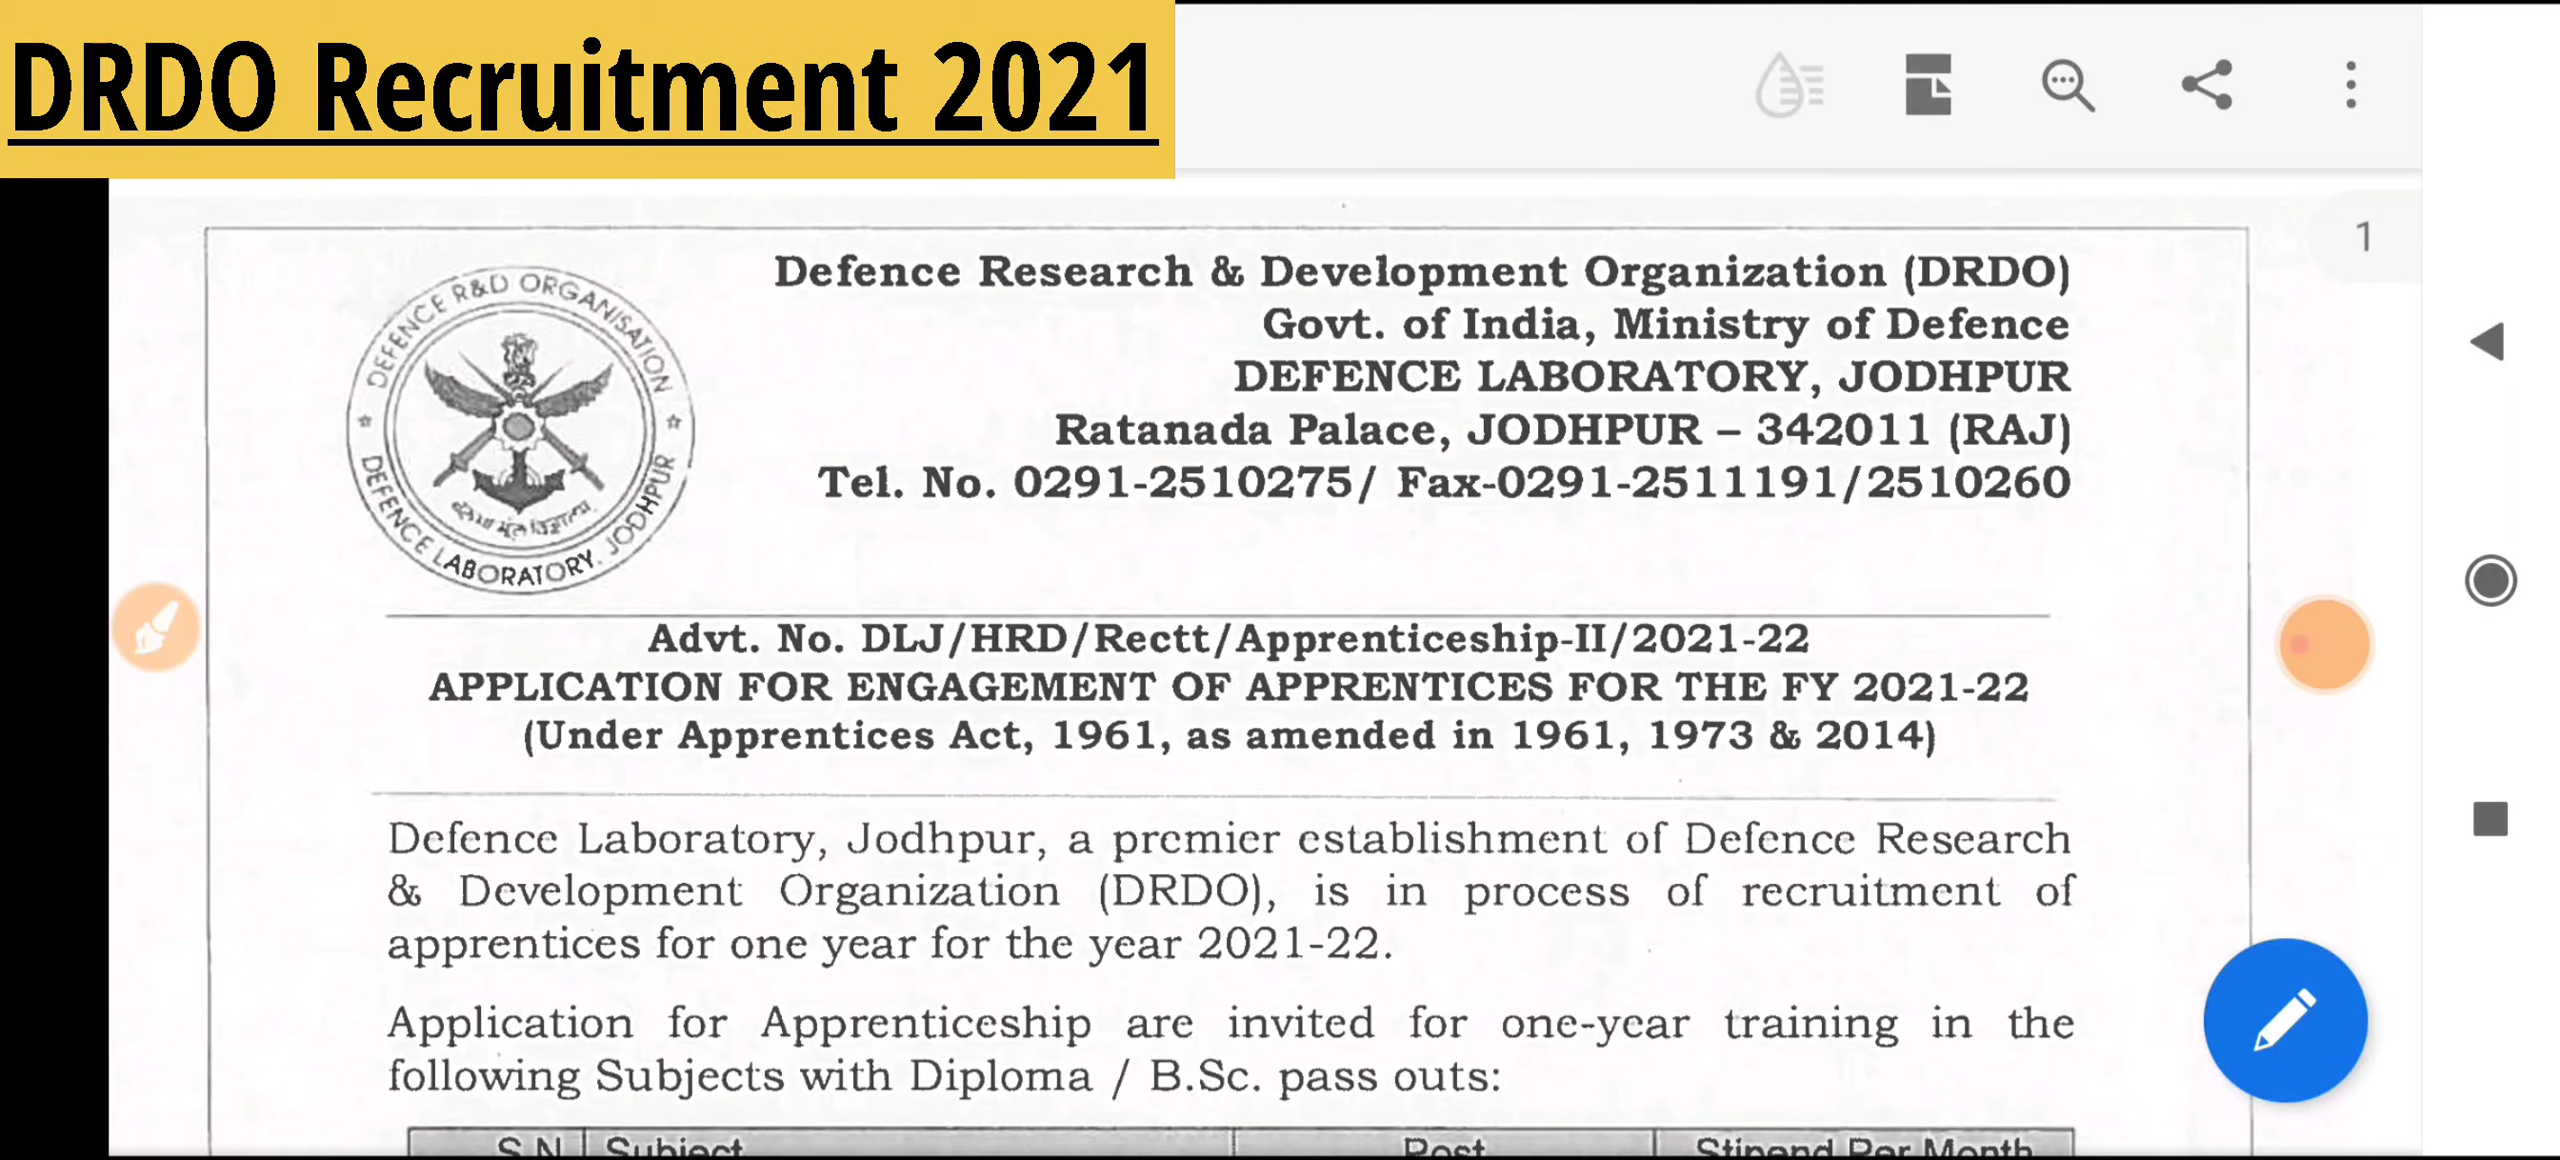 DRDO Recruitment 2021
1
DEFENCE R&D ORGANISATION
DEFENCE LABORATORY, JODHPUR
Defence Research & Development Organization (DRDO)
Govt. of India, Ministry of Defence
DEFENCE LABORATORY, JODHPUR
Ratanada Palace, JODHPUR – 342011 (RAJ)
Tel. No. 0291-2510275/ Fax-0291-2511191/2510260
Advt. No. DLJ/HRD/Rectt/Apprenticeship-II/2021-22
APPLICATION FOR ENGAGEMENT OF APPRENTICES FOR THE FY 2021-22
(Under Apprentices Act, 1961, as amended in 1961, 1973 & 2014)
Defence Laboratory, Jodhpur, a premier establishment of Defence Research
& Development Organization (DRDO), is in process of recruitment of
apprentices for one year for the year 2021-22.
Application for Apprenticeship are invited for one-year training in the
following Subjects with Diploma / B.Sc. pass outs:
S.N Subject Post Stipend Per Month